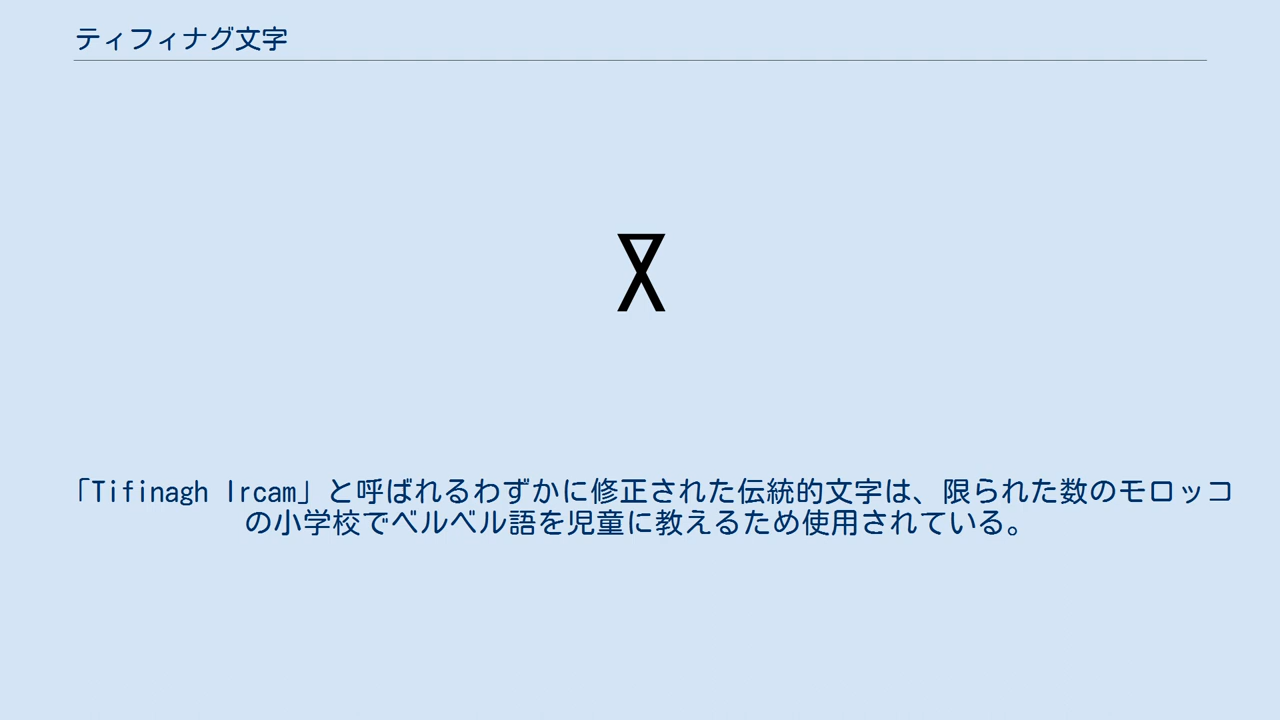 ティフィナグ文字
ⵅ
「Tifinagh Ircam」と呼ばれるわずかに修正された伝統的文字は、限られた数のモロッコ
の小学校でベルベル語を児童に教えるため使用されている。